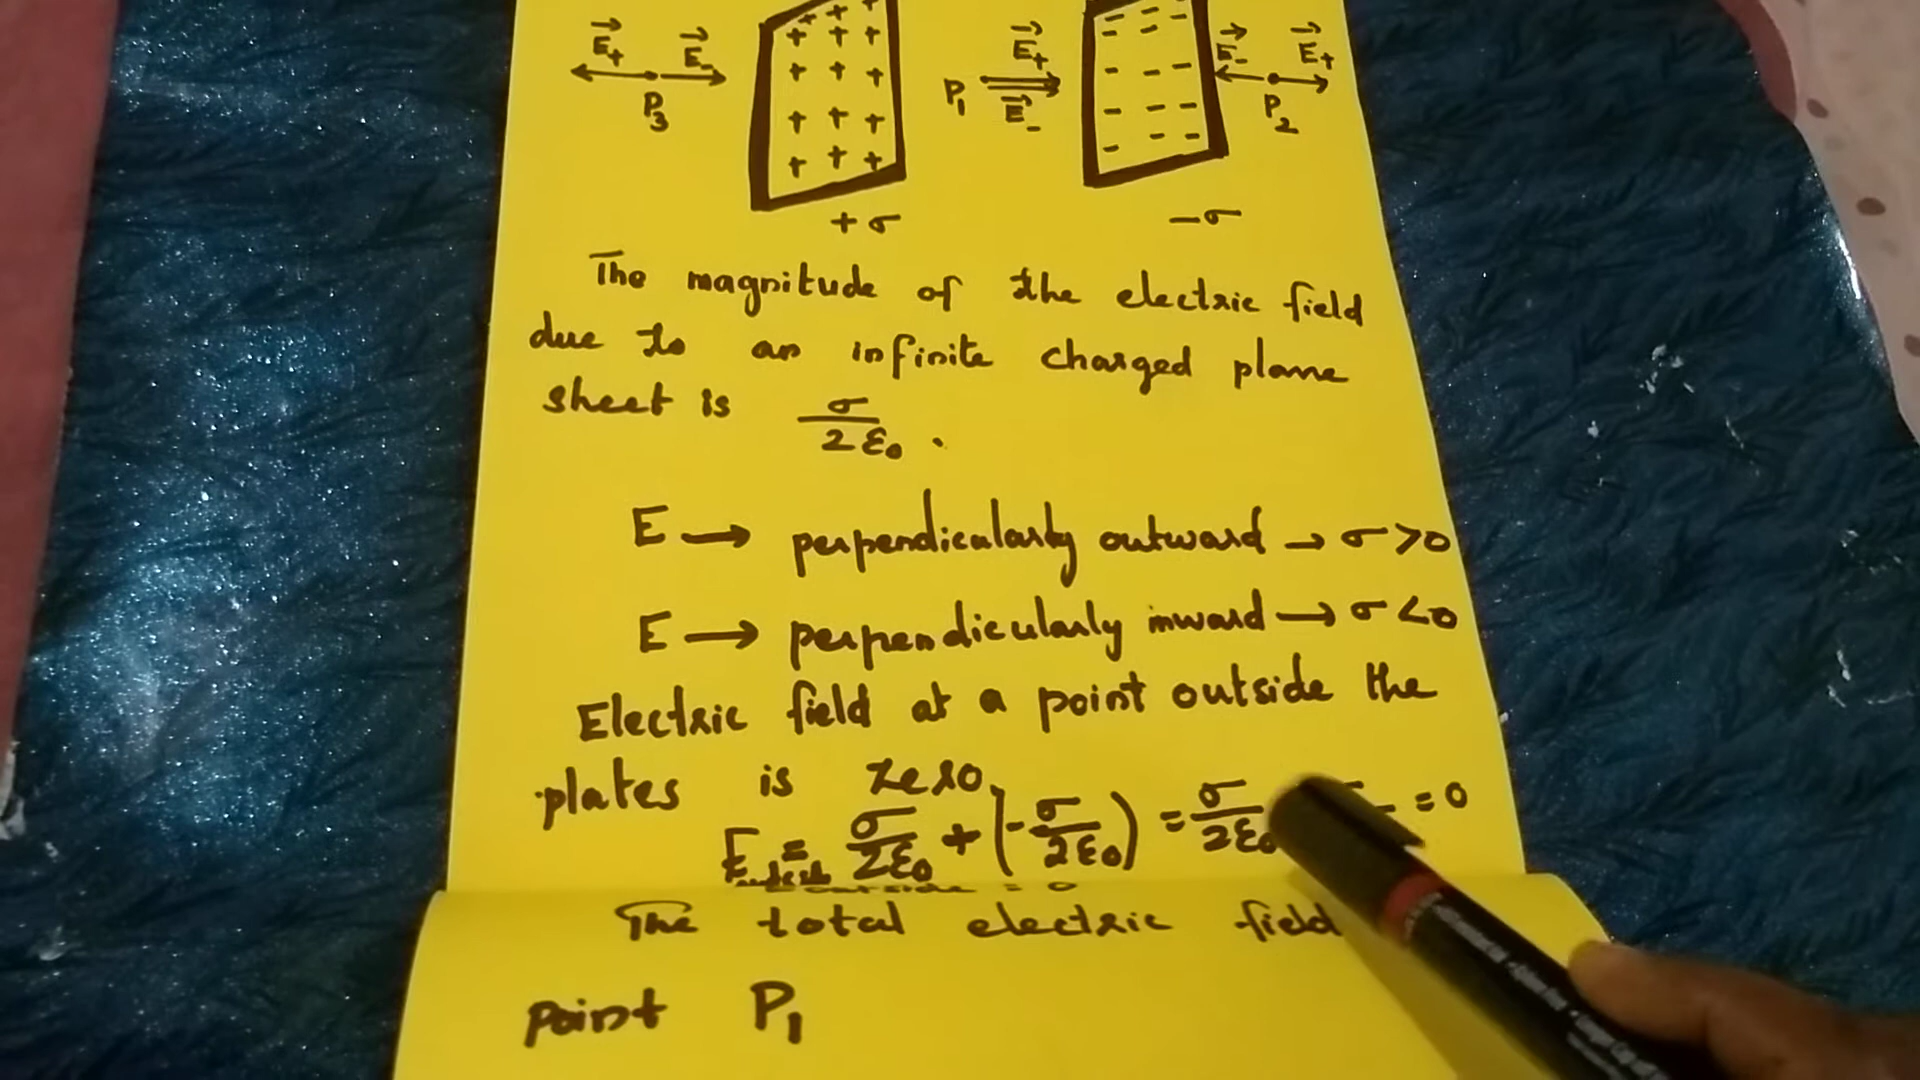 E₊ E₋ E₊ E₋ E₊
P₃ P₁ E₋ P₂
+σ -σ
The magnitude of the electric field
due to an infinite charged plane
sheet is σ/2ε₀ .
E → perpendicularly outward → σ>0
E → perpendicularly inward → σ<0
Electric field at a point outside the
plates is zero.
= σ/2ε₀ + (-σ/2ε₀) = σ/2ε₀ = 0
The total electric field
point P₁